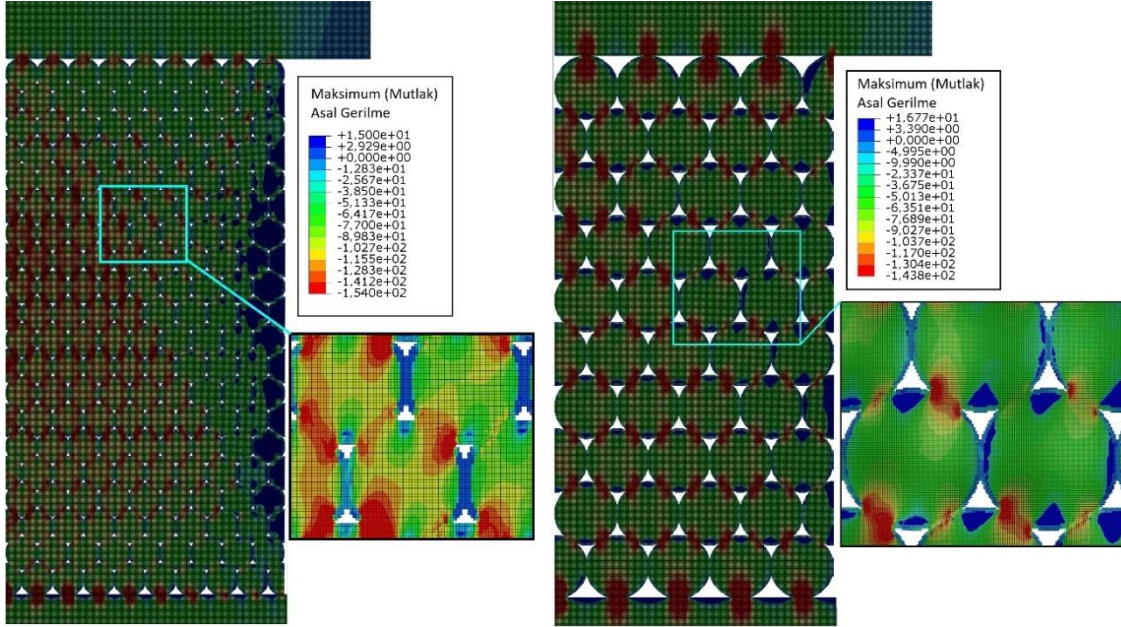 Maksimum (Mutlak)
Asal Gerilme
+1,500e+01
+2,929e+00
+0,000e+00
-1,283e+01
-2,567e+01
-3,850e+01
-5,133e+01
-6,417e+01
-7,700e+01
-8,983e+01
-1,027e+02
-1,155e+02
-1,283e+02
-1,412e+02
-1,540e+02
Maksimum (Mutlak)
Asal Gerilme
+1,677e+01
+3,390e+00
+0,000e+00
-4,995e+00
-9,990e+00
-2,337e+01
-3,675e+01
-5,013e+01
-6,351e+01
-7,689e+01
-9,027e+01
-1,037e+02
-1,170e+02
-1,304e+02
-1,438e+02